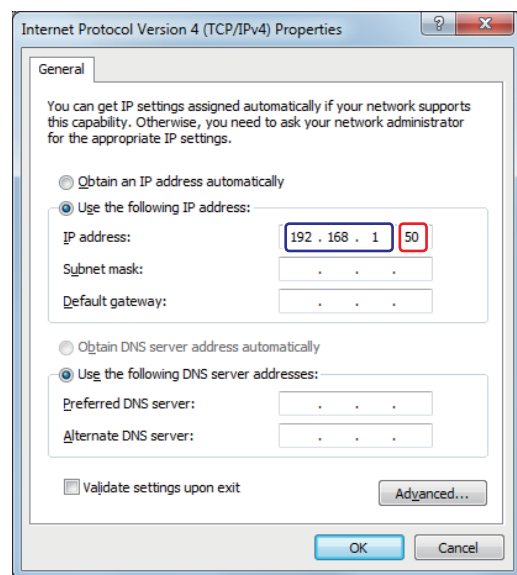 Internet Protocol Version 4 (TCP/IPv4) Properties
?
X
General
You can get IP settings assigned automatically if your network supports
this capability. Otherwise, you need to ask your network administrator
for the appropriate IP settings.
Obtain an IP address automatically
Use the following IP address:
IP address: 192 . 168 . 1 50
Subnet mask: . . .
Default gateway: . . .
Obtain DNS server address automatically
Use the following DNS server addresses:
Preferred DNS server: . . .
Alternate DNS server: . . .
Validate settings upon exit
Advanced...
OK Cancel